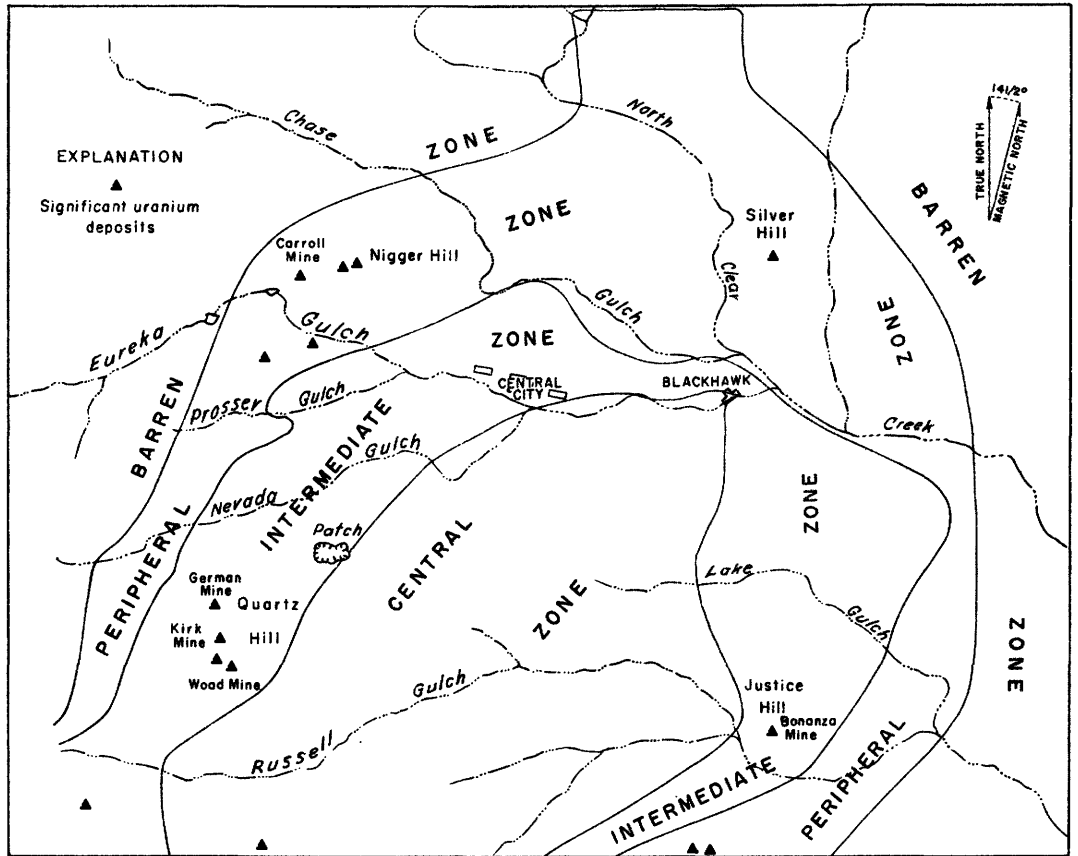 EXPLANATION
Significant uranium
deposits
Chase
ZONE
North
14 1/2°
TRUE NORTH
MAGNETIC NORTH
BARREN
ZONE
Silver
Hill
Carroll
Mine
Nigger Hill
Clear
Gulch
Eureka
Gulch
ZONE
ZONE
CENTRAL
CITY
BLACKHAWK
Prosser
Gulch
Creek
BARREN
INTERMEDIATE
Gulch
Nevada
Patch
ZONE
PERIPHERAL
CENTRAL
Lake
German
Mine
Quartz
ZONE
Gulch
Kirk
Mine
Hill
ZONE
Woad Mine
Gulch
Justice
Hill
Bonanza
Mine
Russell
INTERMEDIATE
PERIPHERAL